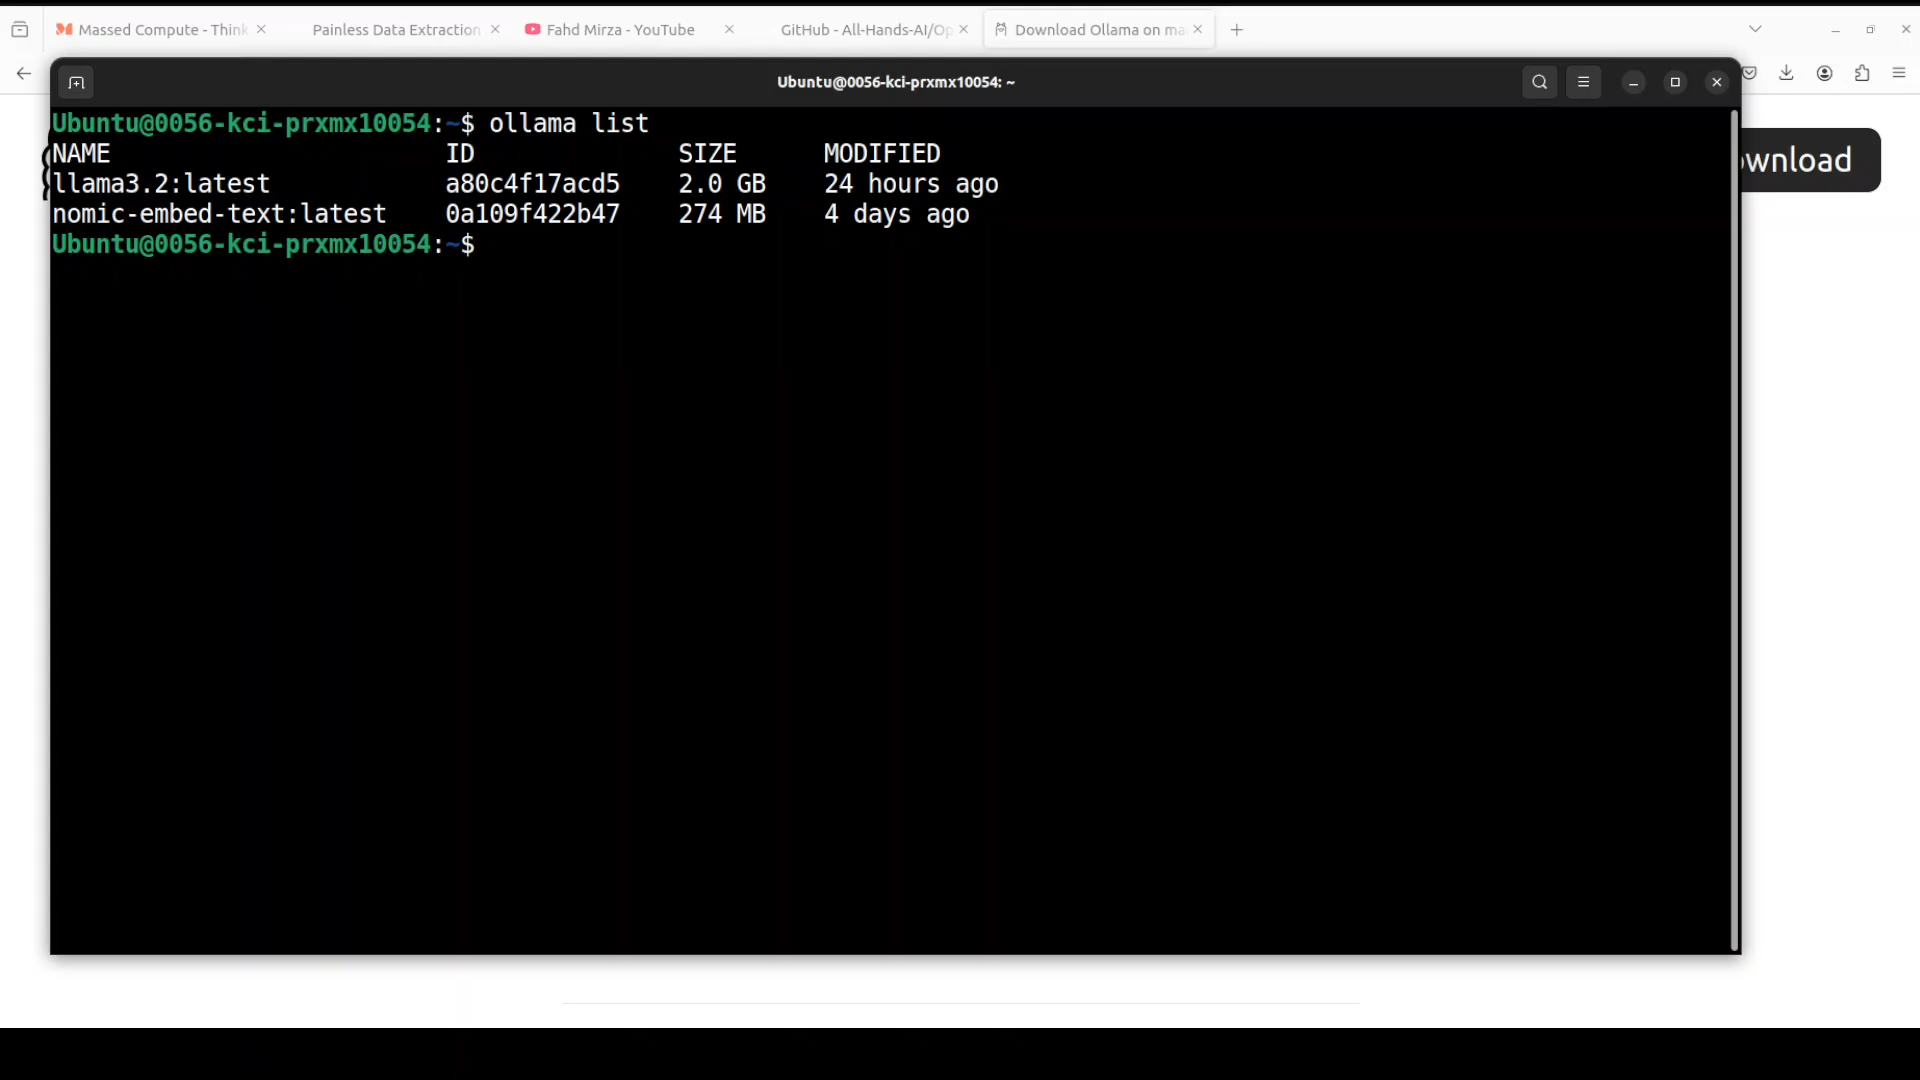 Massed Compute - Think
Painless Data Extraction
Fahd Mirza - YouTube
GitHub - All-Hands-AI/Op
Download Ollama on ma
Ubuntu@0056-kci-prxmx10054: ~
Ubuntu@0056-kci-prxmx10054:~$ ollama list
NAME ID SIZE MODIFIED
llama3.2:latest a80c4f17acd5 2.0 GB 24 hours ago
nomic-embed-text:latest 0a109f422b47 274 MB 4 days ago
Ubuntu@0056-kci-prxmx10054:~$
ownload